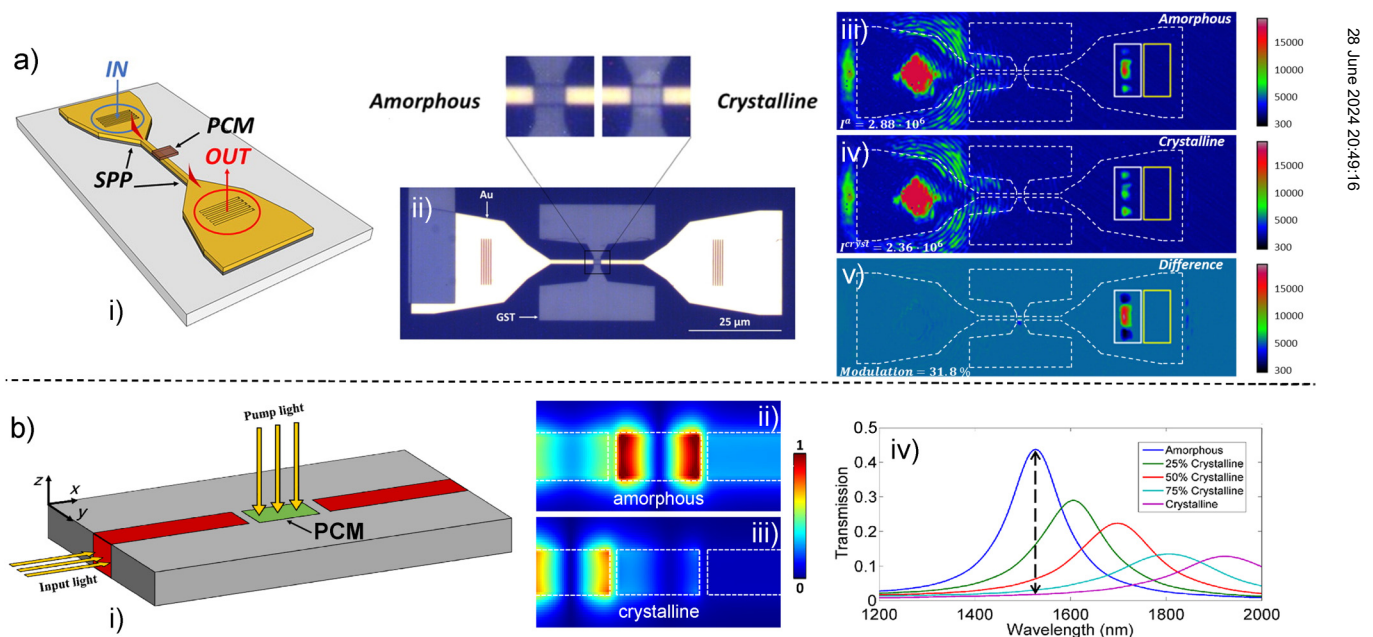 a)
IN
PCM
OUT
SPP
i)
Amorphous
Crystalline
ii)
Au
GST
25 µm
iii)
Amorphous
I^a = 2.88 · 10^6
15000
10000
5000
300
iv)
Crystalline
I^cryst = 2.36 · 10^6
15000
10000
5000
300
v)
Difference
Modulation = 31.8 %
15000
10000
5000
300
28 June 2024 20:49:16
b)
Pump light
z
x
y
PCM
Input light
i)
ii)
amorphous
iii)
crystalline
1
0
iv)
Transmission
0.5
0.4
0.3
0.2
0.1
0
Amorphous
25% Crystalline
50% Crystalline
75% Crystalline
Crystalline
1200 1400 1600 1800 2000
Wavelength (nm)